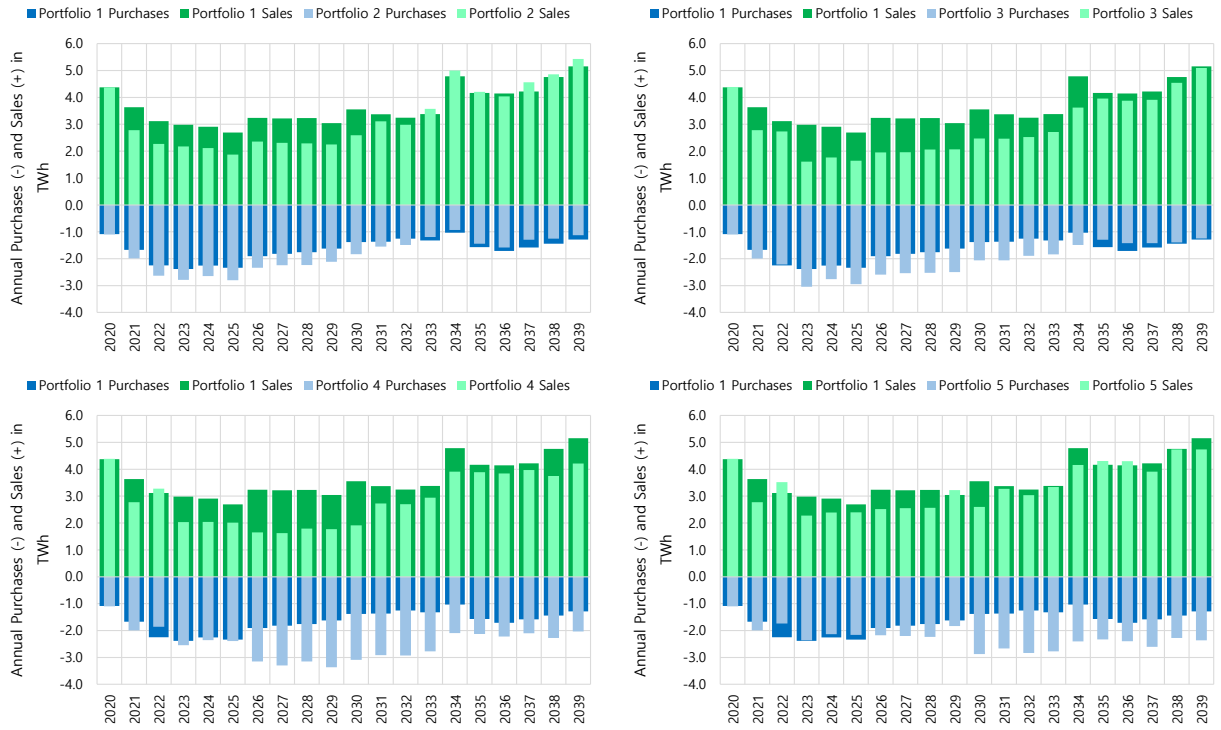 Portfolio 1 Purchases Portfolio 1 Sales Portfolio 2 Purchases Portfolio 2 Sales
Annual Purchases (-) and Sales (+) in
TWh
6.0
5.0
4.0
3.0
2.0
1.0
0.0
-1.0
-2.0
-3.0
-4.0
2020 2021 2022 2023 2024 2025 2026 2027 2028 2029 2030 2031 2032 2033 2034 2035 2036 2037 2038 2039
Portfolio 1 Purchases Portfolio 1 Sales Portfolio 3 Purchases Portfolio 3 Sales
Annual Purchases (-) and Sales (+) in
TWh
6.0
5.0
4.0
3.0
2.0
1.0
0.0
-1.0
-2.0
-3.0
-4.0
2020 2021 2022 2023 2024 2025 2026 2027 2028 2029 2030 2031 2032 2033 2034 2035 2036 2037 2038 2039
Portfolio 1 Purchases Portfolio 1 Sales Portfolio 4 Purchases Portfolio 4 Sales
Annual Purchases (-) and Sales (+) in
TWh
6.0
5.0
4.0
3.0
2.0
1.0
0.0
-1.0
-2.0
-3.0
-4.0
2020 2021 2022 2023 2024 2025 2026 2027 2028 2029 2030 2031 2032 2033 2034 2035 2036 2037 2038 2039
Portfolio 1 Purchases Portfolio 1 Sales Portfolio 5 Purchases Portfolio 5 Sales
Annual Purchases (-) and Sales (+) in
TWh
6.0
5.0
4.0
3.0
2.0
1.0
0.0
-1.0
-2.0
-3.0
-4.0
2020 2021 2022 2023 2024 2025 2026 2027 2028 2029 2030 2031 2032 2033 2034 2035 2036 2037 2038 2039